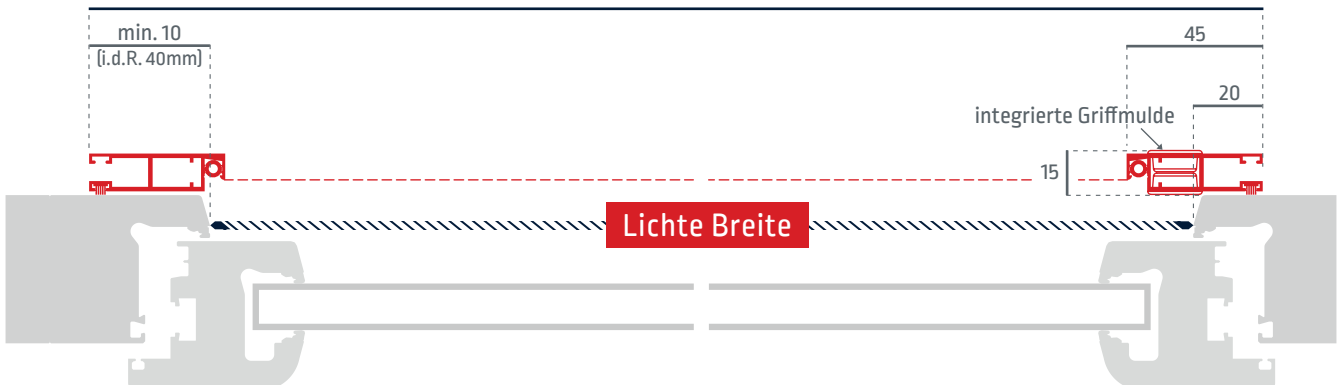 min. 10
(i.d.R. 40mm)
45
20
integrierte Griffmulde
15
Lichte Breite